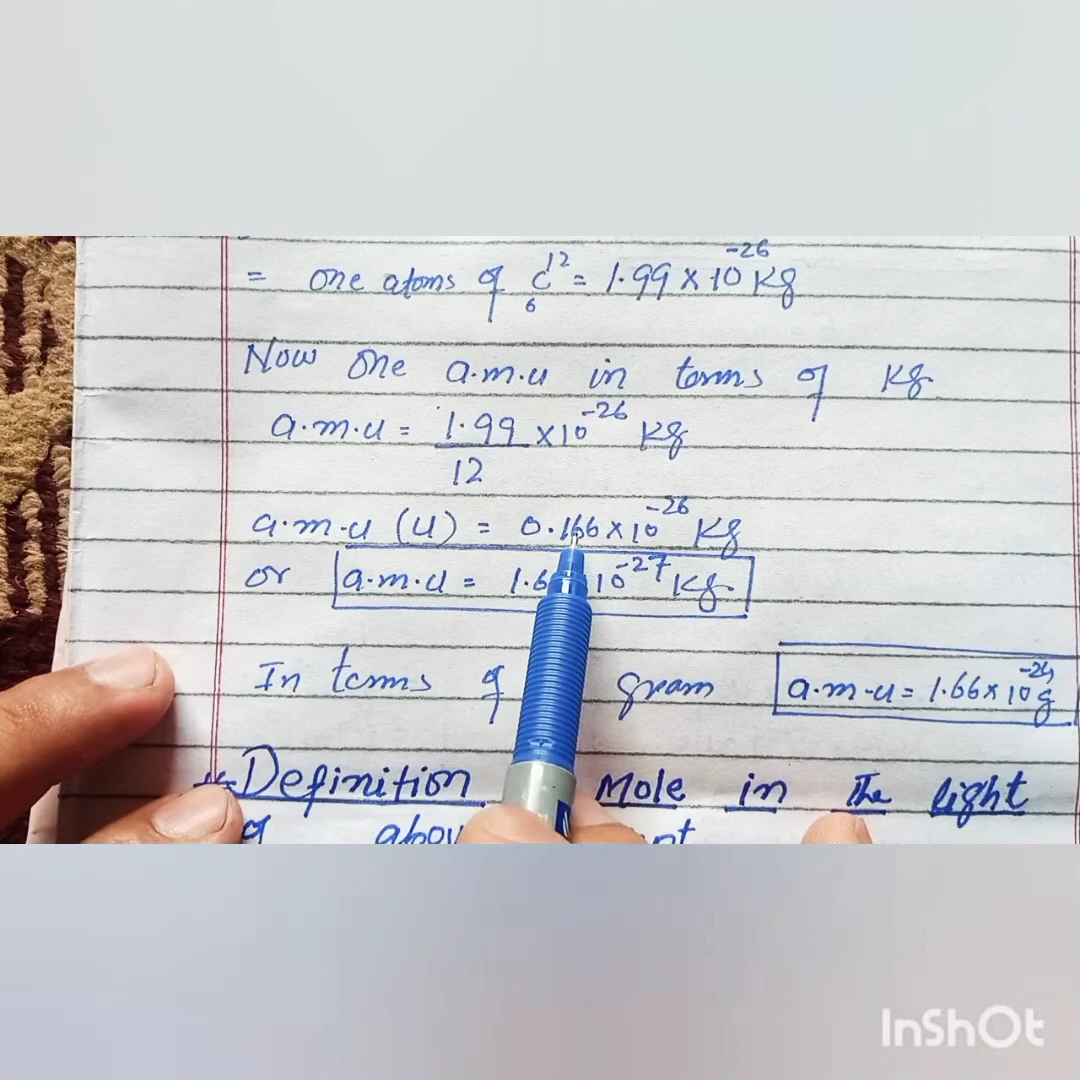 = one atoms of ₆C¹² = 1.99 × 10⁻²⁶ Kg
Now one a.m.u in terms of Kg
a.m.u = 1.99/12 × 10⁻²⁶ Kg
a.m.u (u) = 0.166 × 10⁻²⁶ Kg
or a.m.u = 1.6 10⁻²⁷ Kg.
In terms of gram a.m.u = 1.66 × 10⁻²⁴ g
Definition Mole in The light
of
InShOt